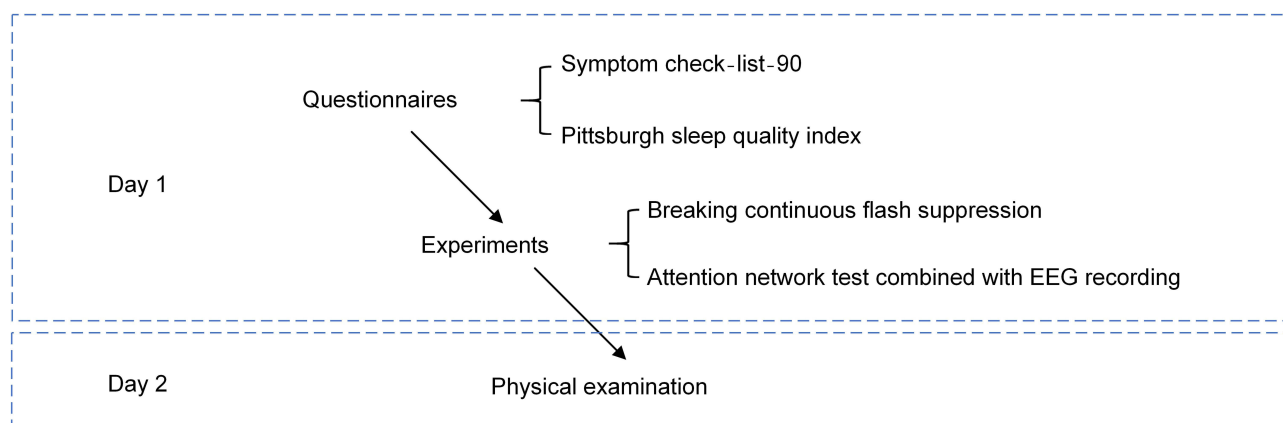 Symptom check-list-90
Questionnaires
Pittsburgh sleep quality index
Day 1
Breaking continuous flash suppression
Experiments
Attention network test combined with EEG recording
Day 2
Physical examination